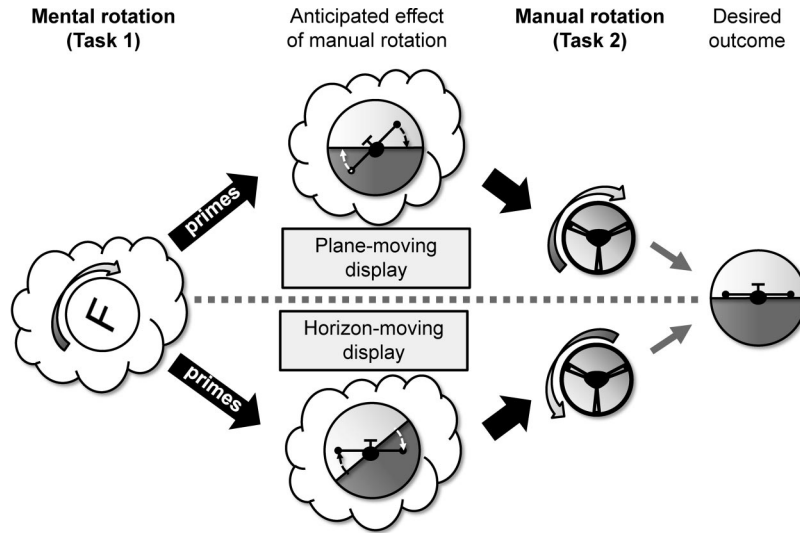 Mental rotation
(Task 1)
Anticipated effect
of manual rotation
Manual rotation
(Task 2)
Desired
outcome
primes
Plane-moving
display
F
Horizon-moving
display
primes